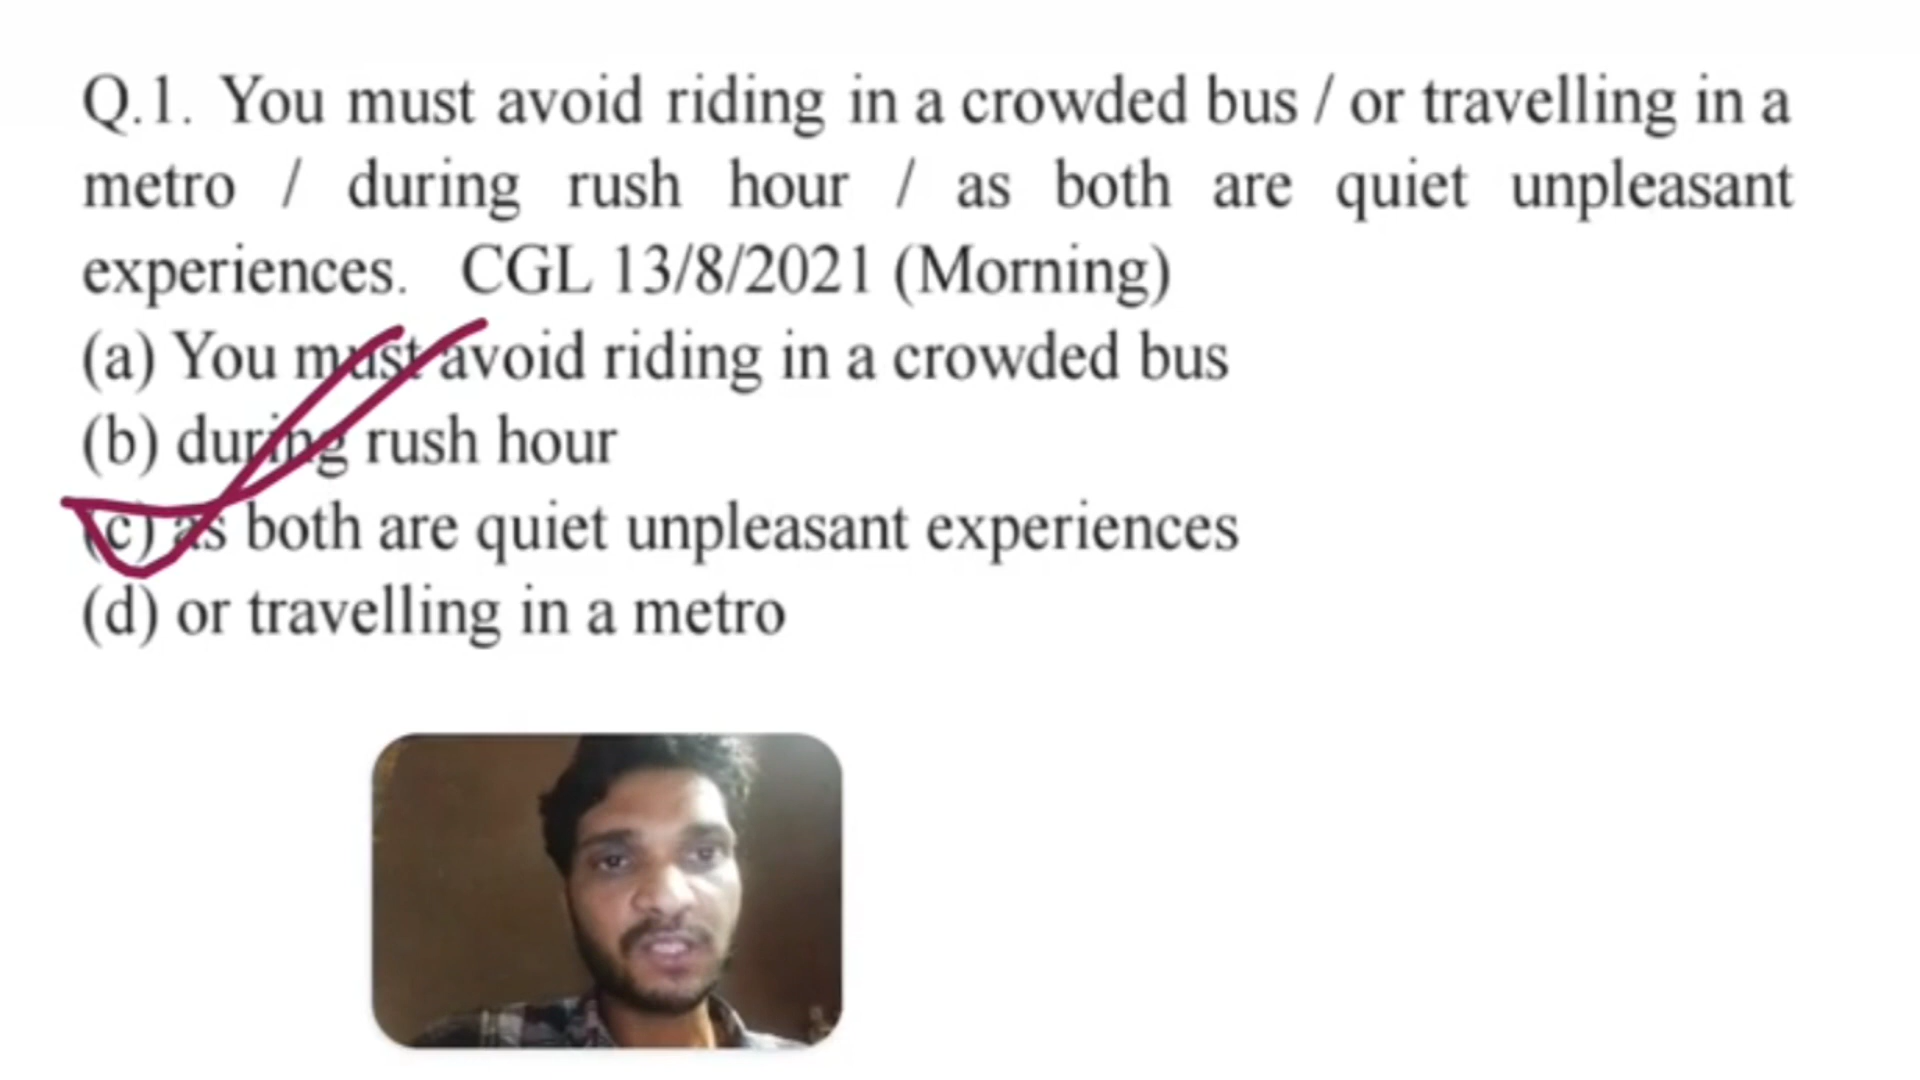 Q.1. You must avoid riding in a crowded bus / or travelling in a
metro / during rush hour / as both are quiet unpleasant
experiences. CGL 13/8/2021 (Morning)
(a) You must avoid riding in a crowded bus
(b) during rush hour
(c) as both are quiet unpleasant experiences
(d) or travelling in a metro